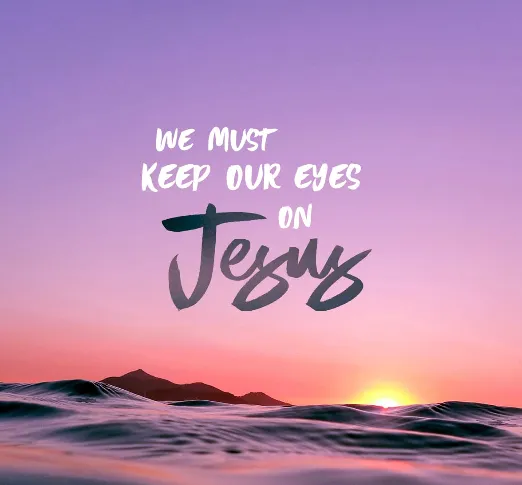 WE MUST
KEEP OUR EYES
ON
Jesus